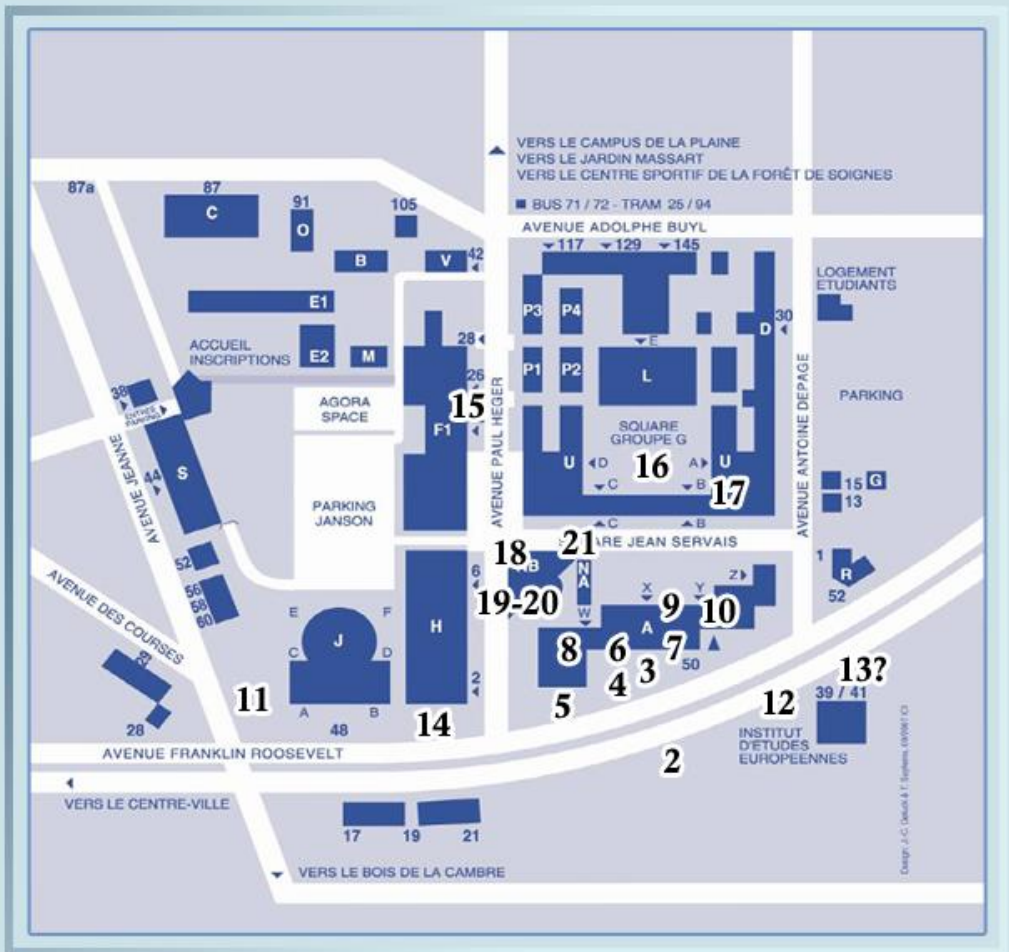 VERS LE CAMPUS DE LA PLAINE
VERS LE JARDIN MASSART
VERS LE CENTRE SPORTIF DE LA FORÊT DE SOIGNES
BUS 71 / 72 - TRAM 25 / 94
AVENUE ADOLPHE BUYL
87a
87
C
91
O
105
B
V
42
117
129
145
E1
E2
M
ACCUEIL
INSCRIPTIONS
28
26
15
F1
P3
P4
P1
P2
E
L
D
30
LOGEMENT
ETUDIANTS
PARKING
AGORA
SPACE
PARKING
JANSON
AVENUE PAUL HEGER
AVENUE ANTOINE DEPAGE
SQUARE
GROUPE G
16
U
D
C
A
B
U
17
15
G
13
38
ENTREE
PARKING
AVENUE JEANNE
44
S
52
56
58
60
AVENUE DES COURSES
28
C
B
18
21
RE JEAN SERVAIS
B
NA
W
6
19-20
X
Y
Z
9
10
A
8
6
7
3
4
50
5
1
R
52
E
F
J
C
D
A
B
48
H
2
14
11
13?
12
39 / 41
INSTITUT
D'ÉTUDES
EUROPEENNES
2
AVENUE FRANKLIN ROOSEVELT
VERS LE CENTRE-VILLE
17
19
21
VERS LE BOIS DE LA CAMBRE